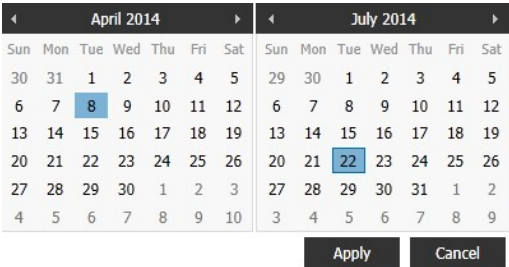 April 2014
Sun Mon Tue Wed Thu Fri Sat
30 31 1 2 3 4 5
6 7 8 9 10 11 12
13 14 15 16 17 18 19
20 21 22 23 24 25 26
27 28 29 30 1 2 3
4 5 6 7 8 9 10
July 2014
Sun Mon Tue Wed Thu Fri Sat
29 30 1 2 3 4 5
6 7 8 9 10 11 12
13 14 15 16 17 18 19
20 21 22 23 24 25 26
27 28 29 30 31 1 2
3 4 5 6 7 8 9
Apply Cancel